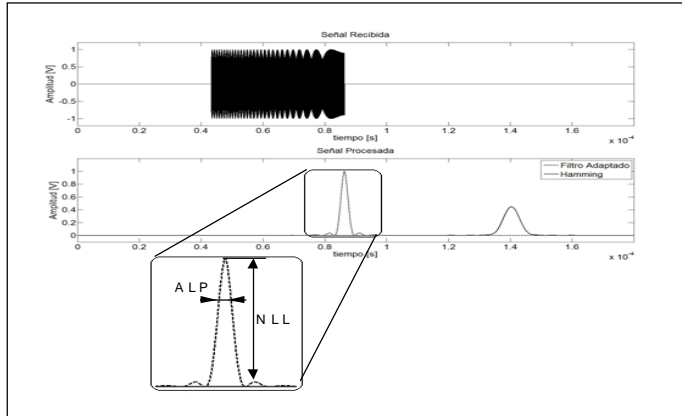 Señal Recibida
Amplitud [V]
1
0.5
0
-0.5
-1
0 0.2 0.4 0.6 0.8 1 1.2 1.4 1.6
tiempo [s]
x 10⁻⁴
Señal Procesada
Amplitud [V]
1
0.8
0.6
0.4
0.2
0
Filtro Adaptado
Hamming
0 0.2 0.4 0.6 0.8 1 1.2 1.4 1.6
tiempo [s]
x 10⁻⁴
ALP
NLL